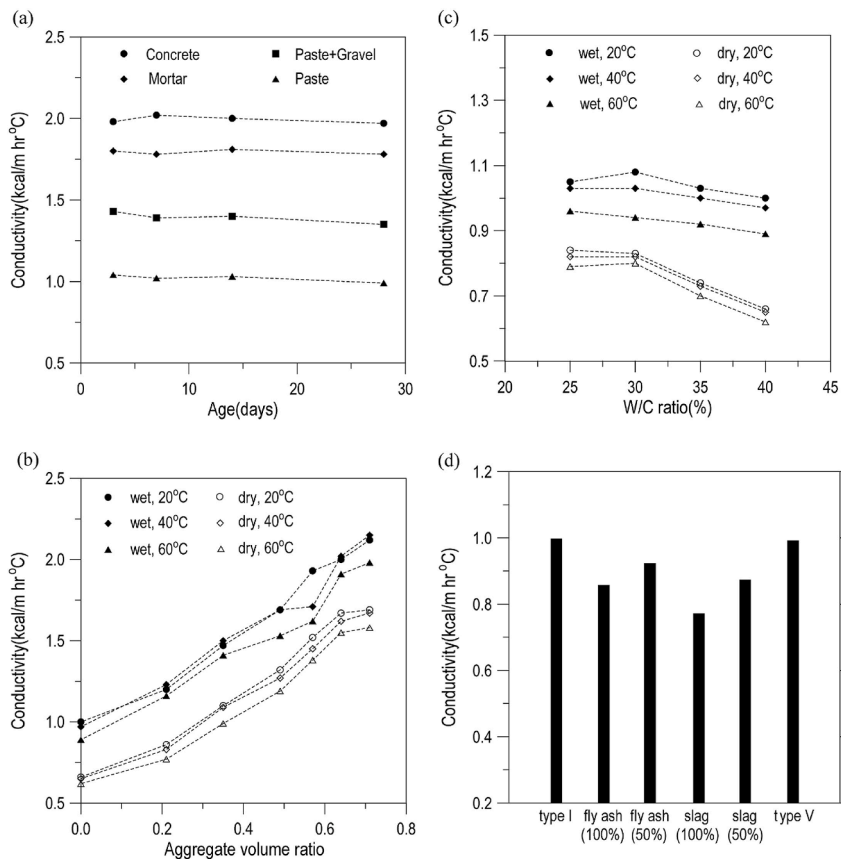 (a)
2.5
2.0
1.5
1.0
0.5
Conductivity(kcal/m hr°C)
Concrete
Paste+Gravel
Mortar
Paste
0
10
20
30
Age(days)
(c)
1.5
1.3
1.1
0.9
0.7
0.5
Conductivity(kcal/m hr°C)
wet, 20°C
dry, 20°C
wet, 40°C
dry, 40°C
wet, 60°C
dry, 60°C
20
25
30
35
40
45
W/C ratio(%)
(b)
2.5
2.0
1.5
1.0
0.5
Conductivity(kcal/m hr°C)
wet, 20°C
dry, 20°C
wet, 40°C
dry, 40°C
wet, 60°C
dry, 60°C
0.0
0.2
0.4
0.6
0.8
Aggregate volume ratio
(d)
1.2
1.0
0.8
0.6
0.4
0.2
Conductivity(kcal/m hr°C)
type I
fly ash
(100%)
fly ash
(50%)
slag
(100%)
slag
(50%)
type V